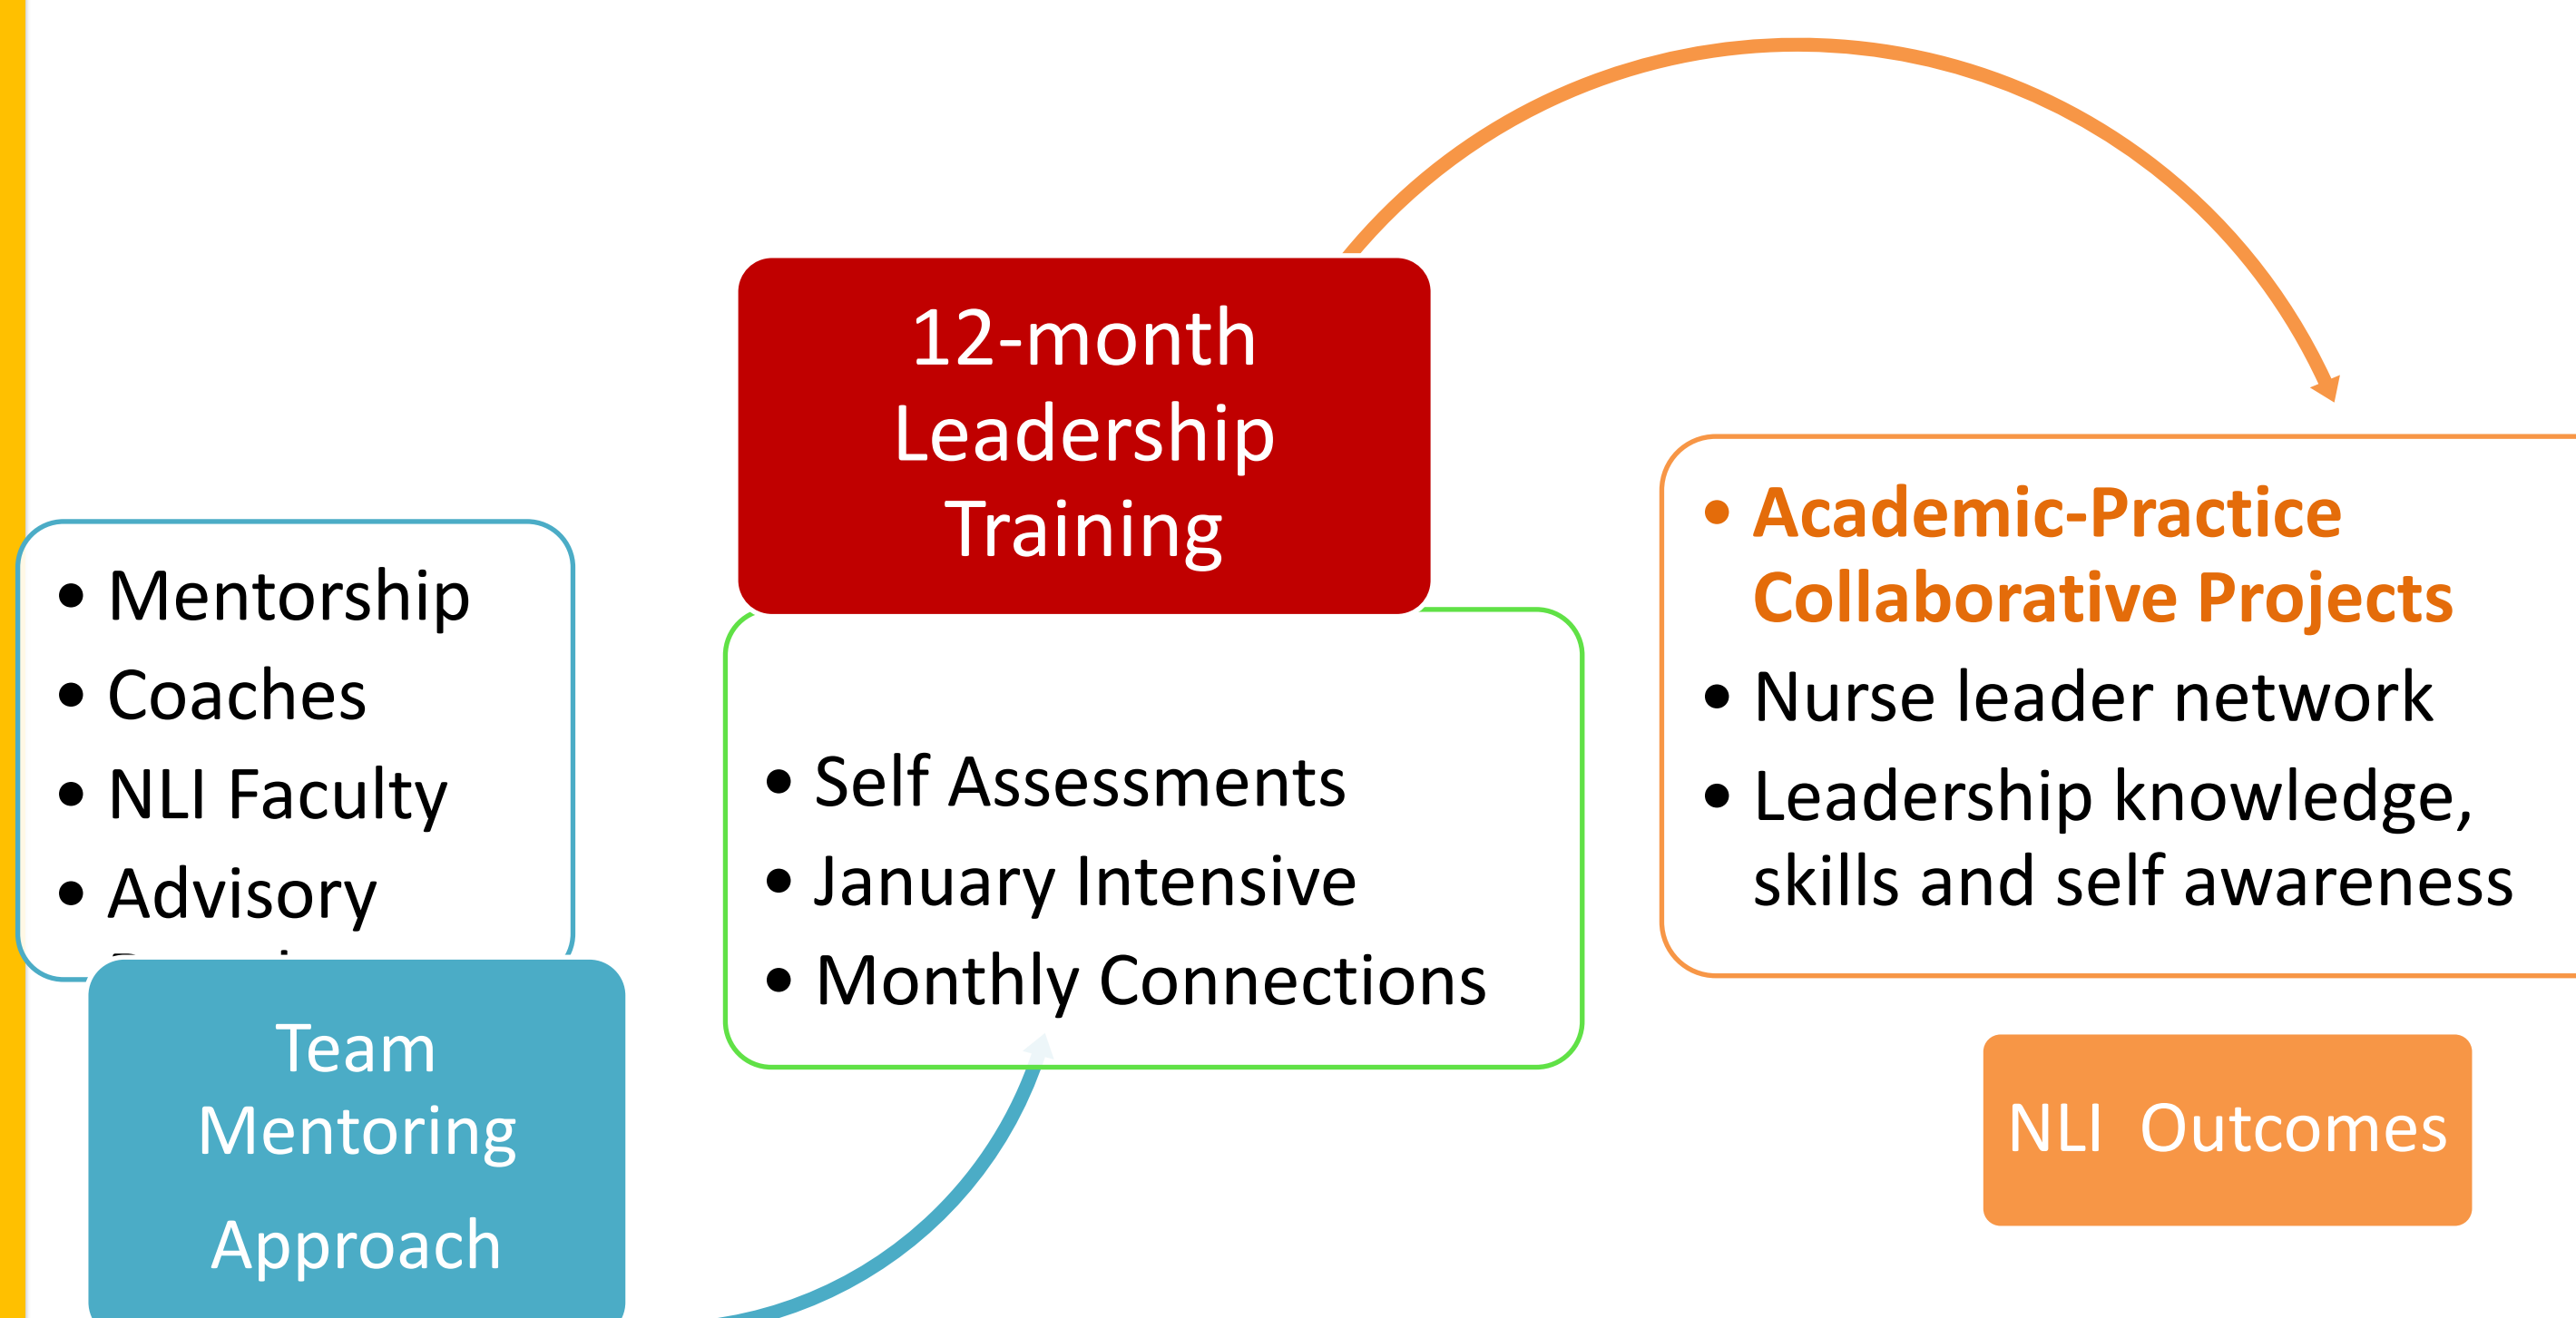 • Mentorship
• Coaches
• NLI Faculty
• Advisory
Team
Mentoring
Approach
12-month
Leadership
Training
• Self Assessments
• January Intensive
• Monthly Connections
• Academic-Practice
Collaborative Projects
• Nurse leader network
• Leadership knowledge,
skills and self awareness
NLI  Outcomes